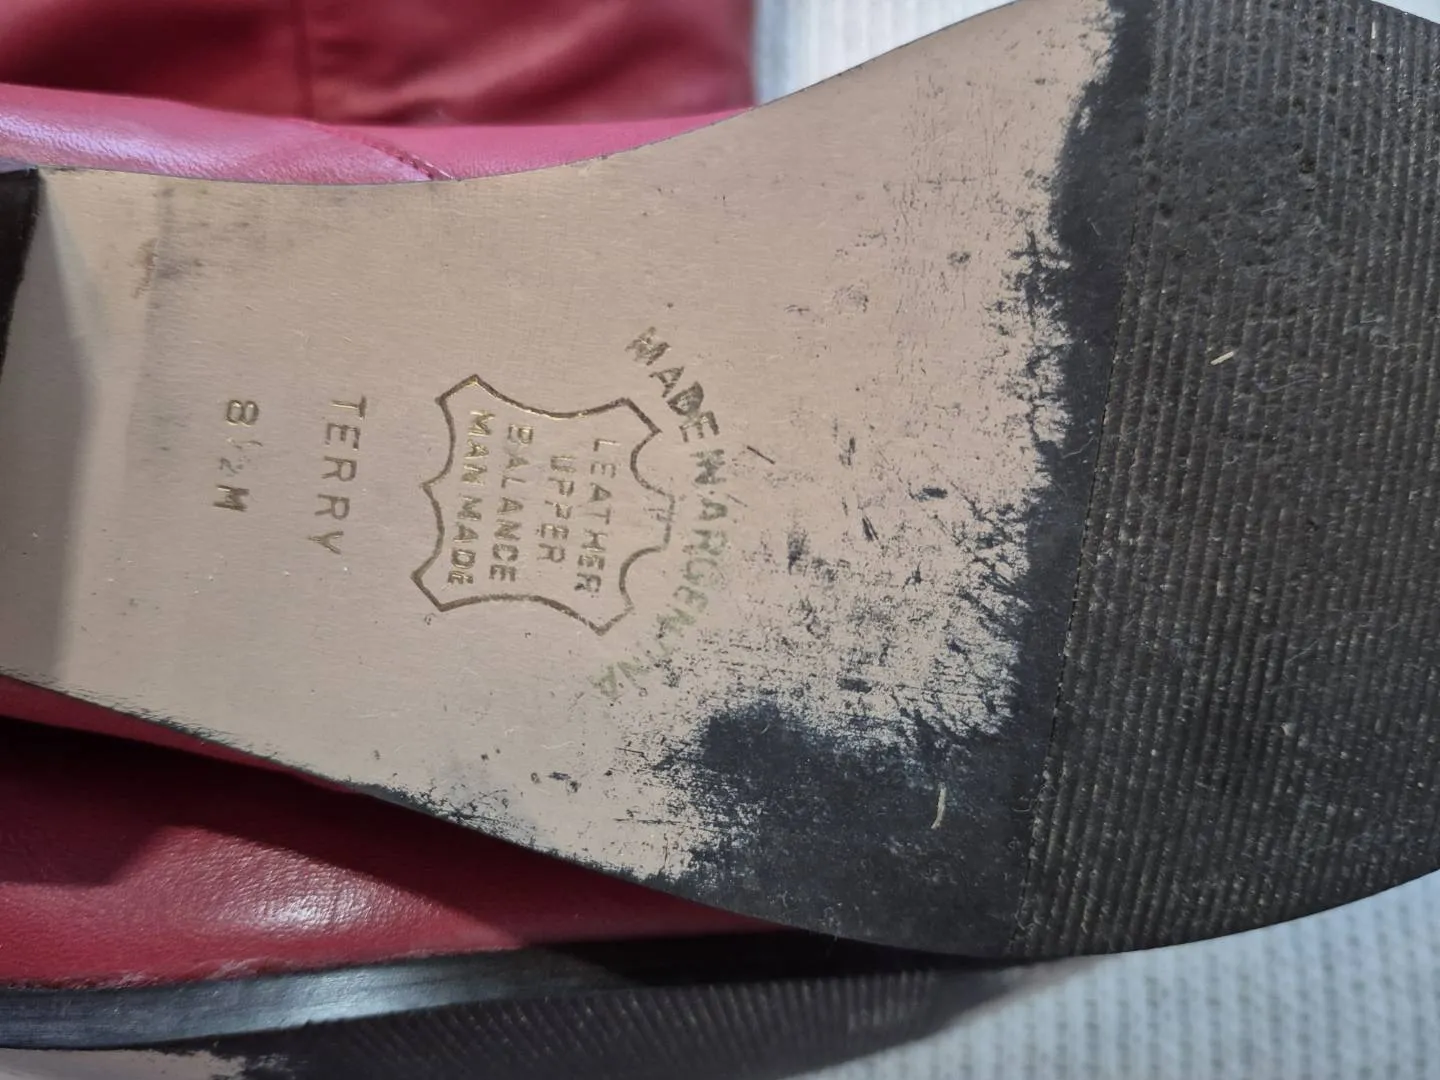 MADE IN ARGENTINA
LEATHER
UPPER
BALANCE
MAN MADE
TERRY
8 1/2 M